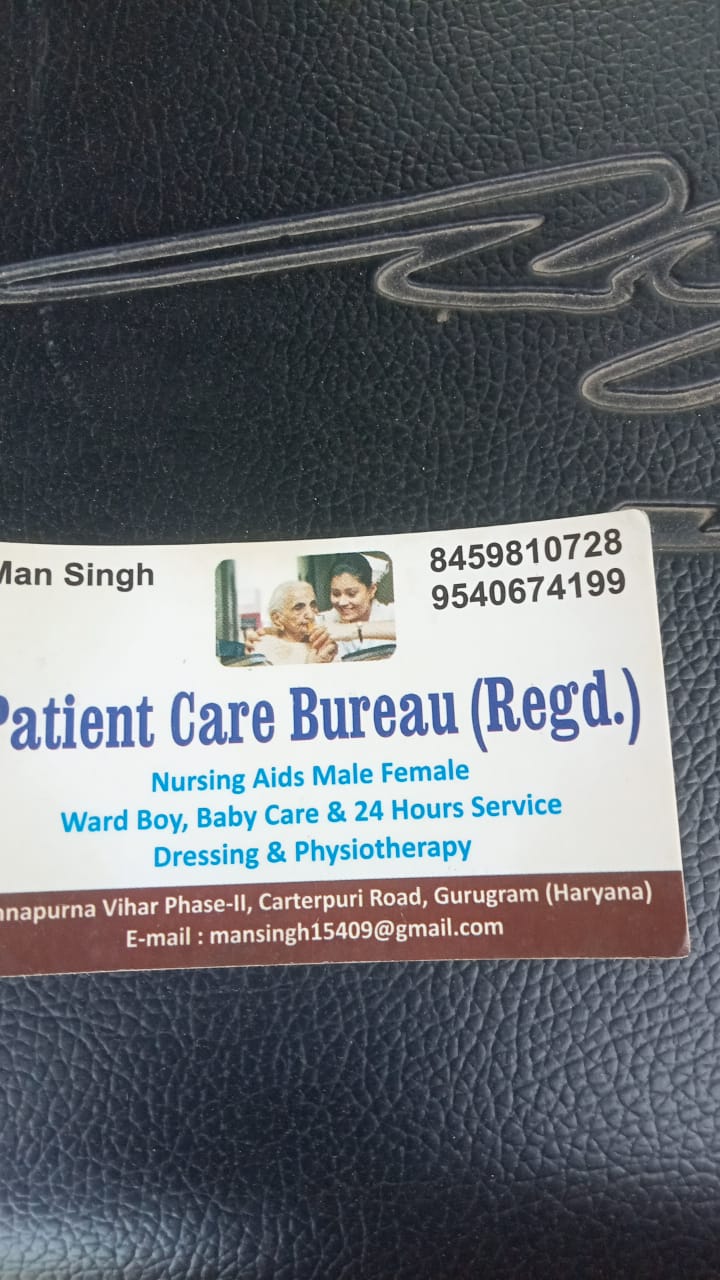 Man Singh
8459810728
9540674199
Patient Care Bureau (Regd.)
Nursing Aids Male Female
Ward Boy, Baby Care & 24 Hours Service
Dressing & Physiotherapy
nnapurna Vihar Phase-II, Carterpuri Road, Gurugram (Haryana)
E-mail : mansingh15409@gmail.com